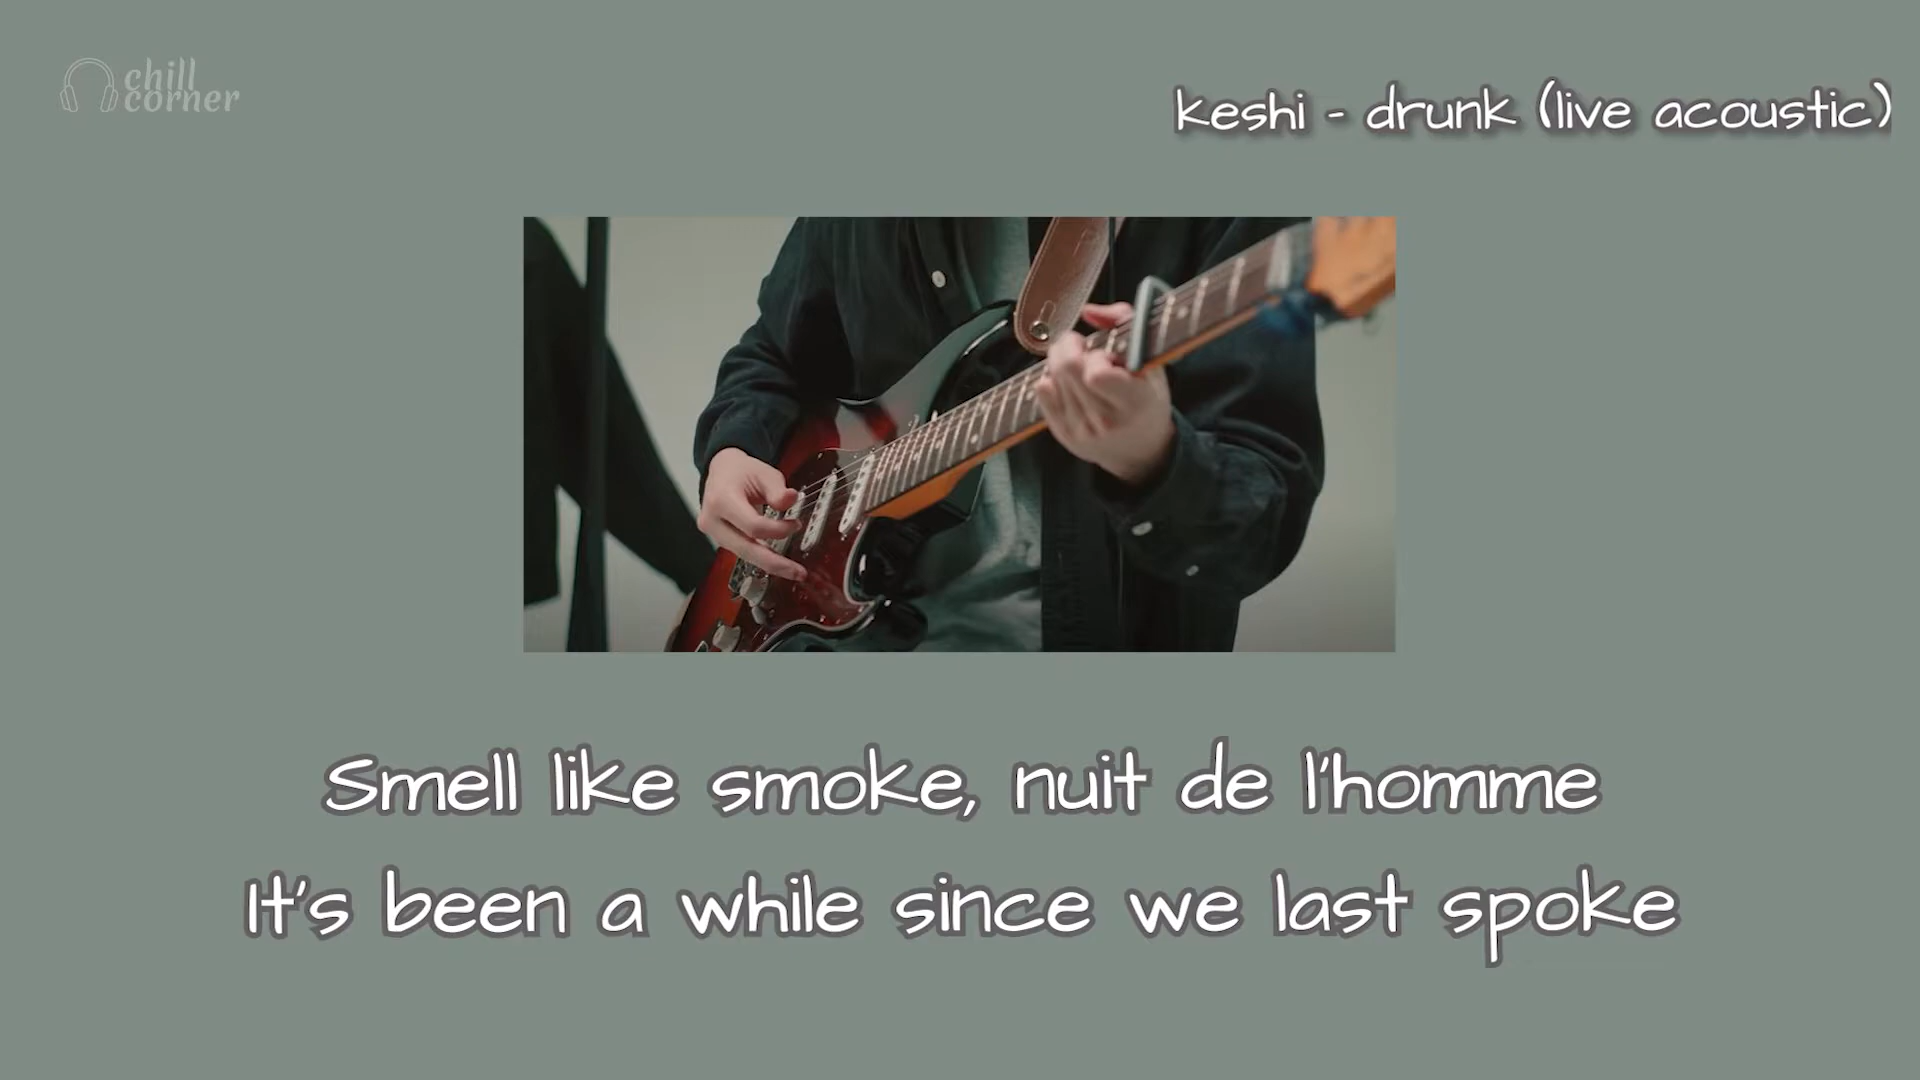 chill
corner
keshi - drunk (live acoustic)
Smell like smoke, nuit de l'homme
It's been a while since we last spoke